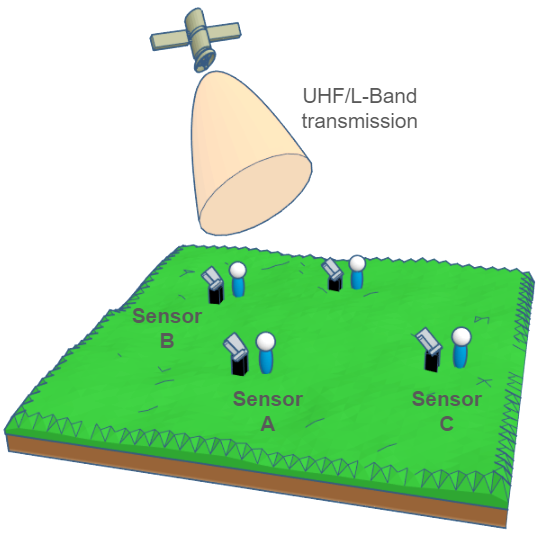 UHF/L-Band
transmission
Sensor
B
Sensor
A
Sensor
C